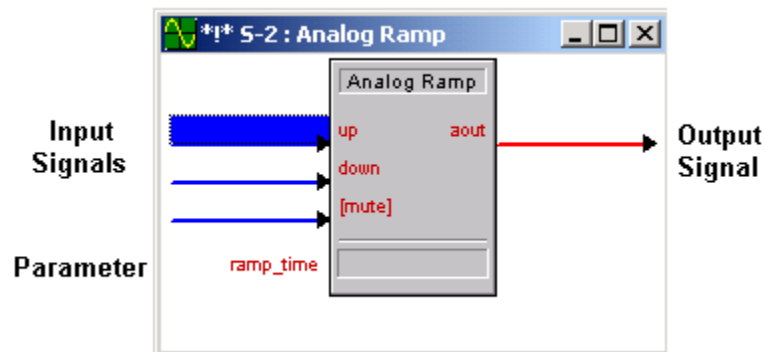 *!* S-2 : Analog Ramp
Analog Ramp
Input
Signals
up
aout
down
[mute]
Output
Signal
Parameter
ramp_time